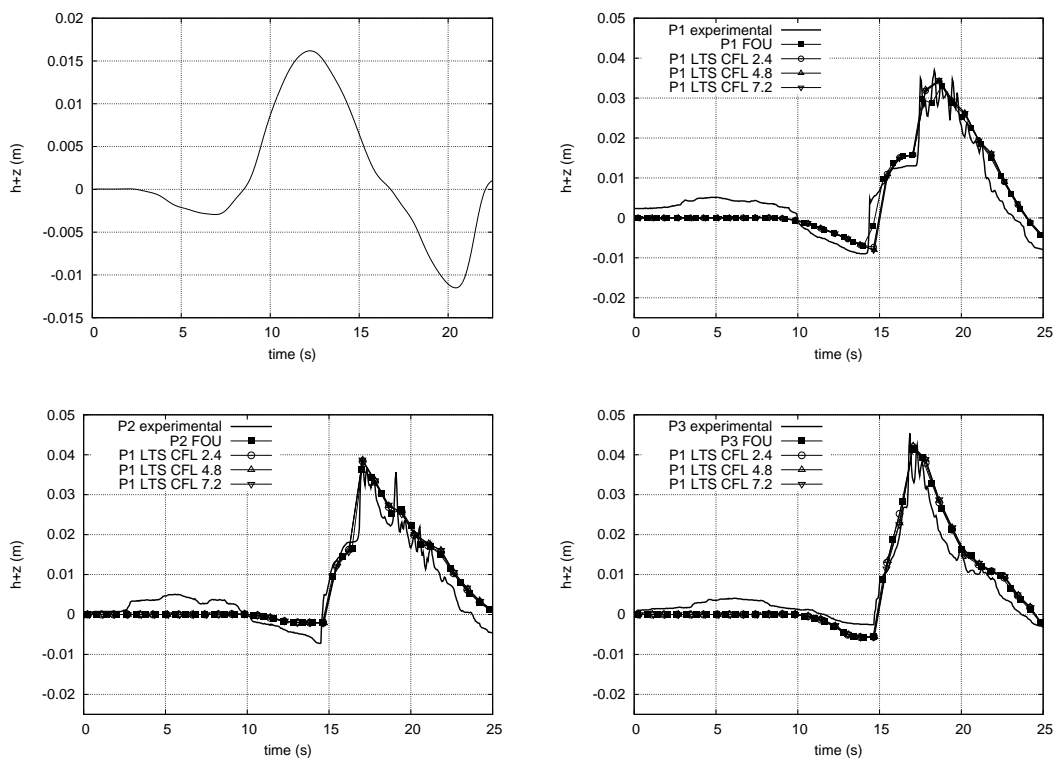 0.02
0.015
0.01
0.005
0
-0.005
-0.01
-0.015
0 5 10 15 20
h+z (m)
time (s)
0.05
0.04
0.03
0.02
0.01
0
-0.01
-0.02
0 5 10 15 20 25
h+z (m)
time (s)
P1 experimental
P1 FOU
P1 LTS CFL 2.4
P1 LTS CFL 4.8
P1 LTS CFL 7.2
0.05
0.04
0.03
0.02
0.01
0
-0.01
-0.02
0 5 10 15 20 25
h+z (m)
time (s)
P2 experimental
P2 FOU
P1 LTS CFL 2.4
P1 LTS CFL 4.8
P1 LTS CFL 7.2
0.05
0.04
0.03
0.02
0.01
0
-0.01
-0.02
0 5 10 15 20 25
h+z (m)
time (s)
P3 experimental
P3 FOU
P1 LTS CFL 2.4
P1 LTS CFL 4.8
P1 LTS CFL 7.2